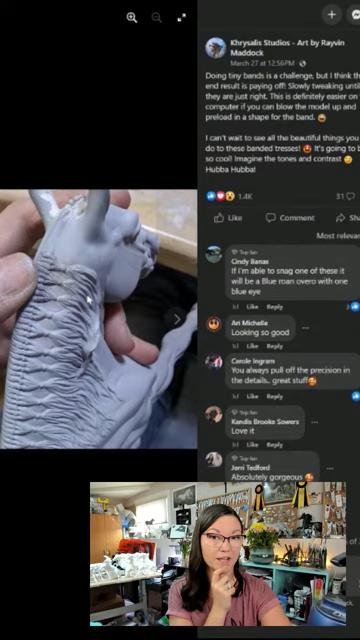 Khrysalis Studios - Art by Rayvin
Maddock
March 27 at 12:56PM ·
Doing tiny bands is a challenge, but I think the
end result is paying off! Slowly tweaking until
they are just right. This is definitely easier on
computer if you can blow the model up and
preload in a shape for the band. 😅
I can't wait to see all the beautiful things you
do to these banded tresses! 🤩 It's going to b
so cool! Imagine the tones and contrast 😋
Hubba Hubba!
1.4K
31
Like
Comment
Sha
Most releva
Top fan
Cindy Banas
If I'm able to snag one of these it
will be a Blue roan overo with one
blue eye
Like Reply
Ari Michelle
Looking so good
Like Reply
Carole Ingram
You always pull off the precision in
the details.. great stuff🥰
Like Reply
Top fan
Kandis Brooke Sowers
Love it
Like Reply
Top fan
Jerri Tedford
Absolutely gorgeous 🥰
of